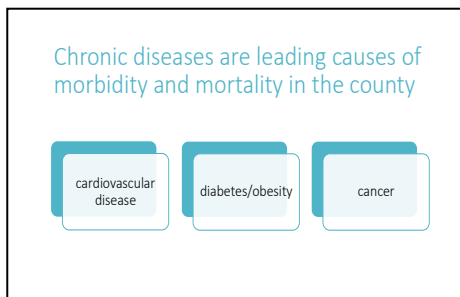 Chronic diseases are leading causes of
morbidity and mortality in the county
cardiovascular
disease
diabetes/obesity
cancer